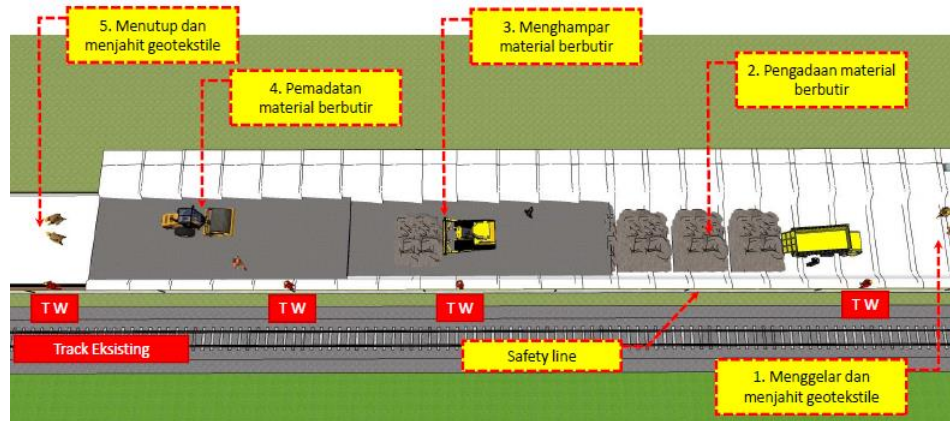 5. Menutup dan
menjahit geotekstile
3. Menghampar
material berbutir
4. Pemadatan
material berbutir
2. Pengadaan material
berbutir
T W
T W
T W
T W
Track Eksisting
Safety line
1. Menggelar dan
menjahit geotekstile